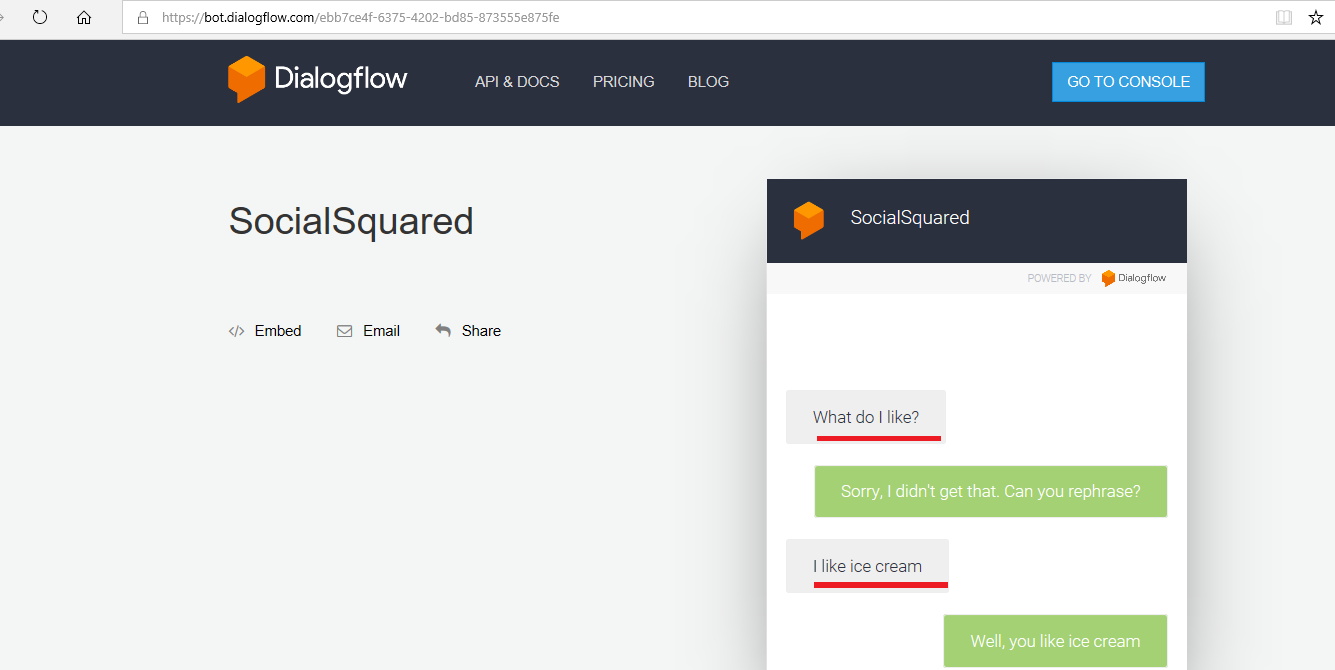 https://bot.dialogflow.com/ebb7ce4f-6375-4202-bd85-873555e875fe
Dialogflow API & DOCS PRICING BLOG GO TO CONSOLE
SocialSquared
Embed Email Share
SocialSquared
POWERED BY Dialogflow
What do I like?
Sorry, I didn't get that. Can you rephrase?
I like ice cream
Well, you like ice cream